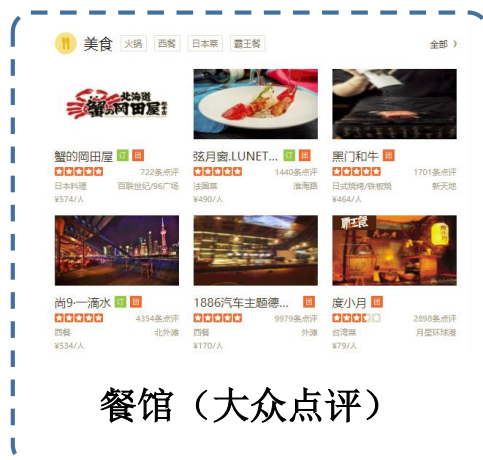 美食 火锅 西餐 日本菜 霸王餐 全部 》
北海道
蟹の岡田屋
蟹的岡田屋 订 团 弦月窗.LUNET... 订 团 黑门和牛 团
722条点评 1440条点评 1701条点评
日本料理 百联世纪/96广场 法国菜 淮海路 日式烧烤/铁板烧 新天地
¥574/人 ¥490/人 ¥464/人
霸王餐
尚9·一滴水 订 团 1886汽车主题德... 团 度小月 团
4354条点评 9979条点评 2898条点评
西餐 北外滩 西餐 外滩 台湾菜 月星环球港
¥534/人 ¥170/人 ¥79/人
餐馆（大众点评）